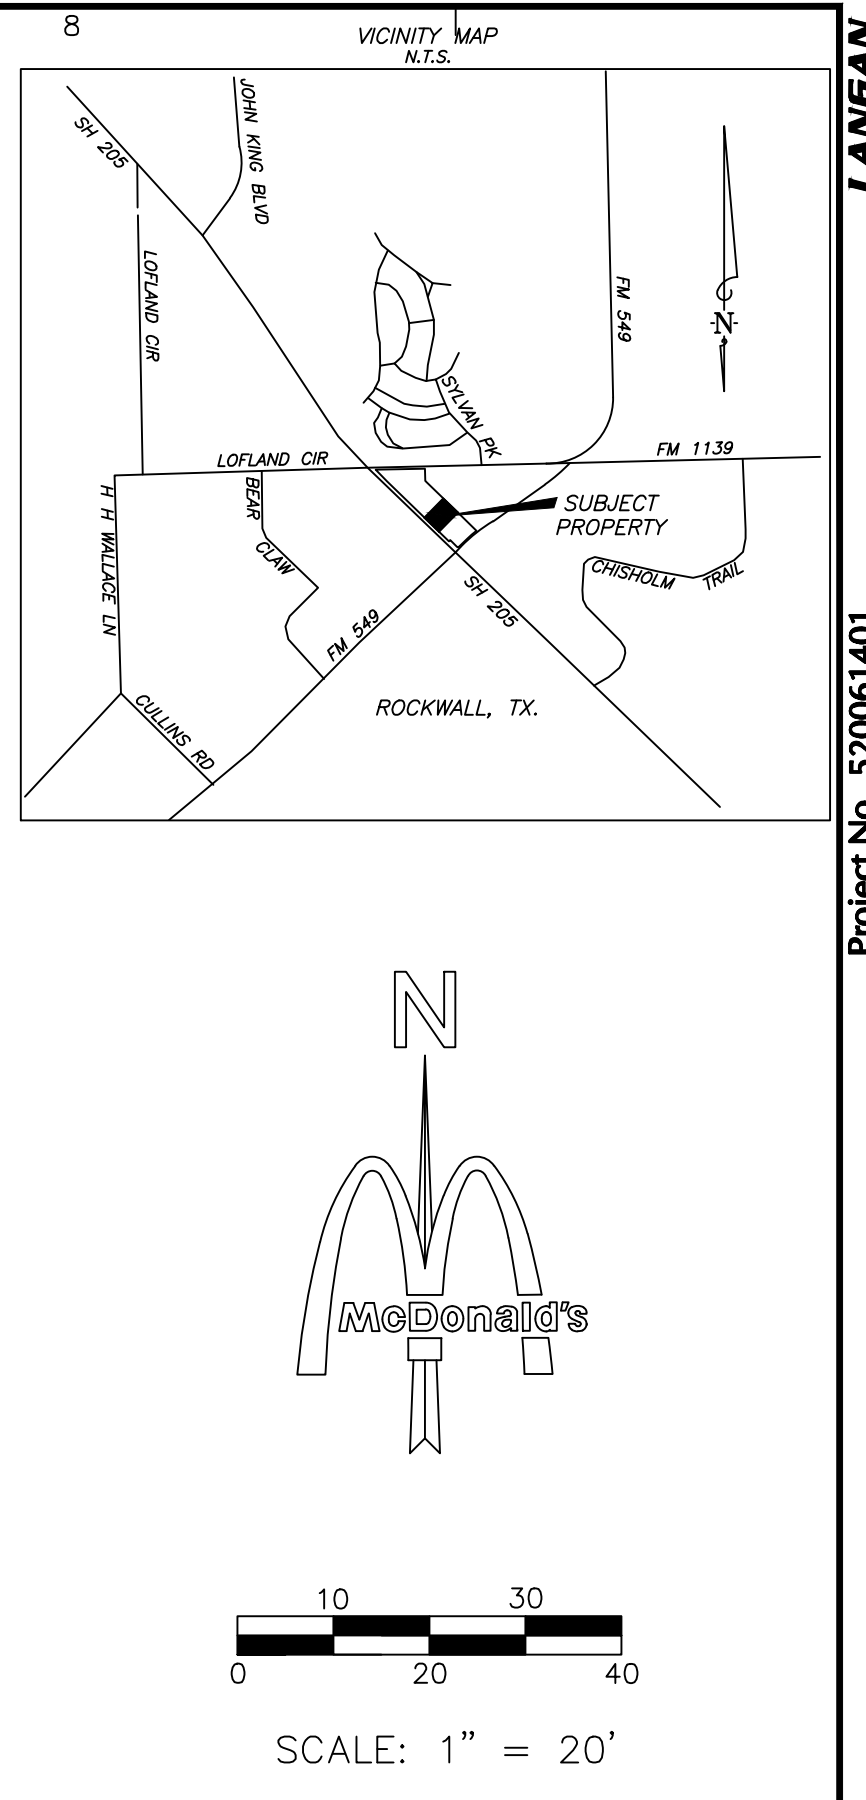 8
VICINITY MAP
N.T.S.
SH 205
JOHN KING BLVD
LOFLAND CIR
FM 549
-N-
SYLVAN PK
LOFLAND CIR
FM 1139
H H WALLACE LN
BEAR
CLAW
SUBJECT
PROPERTY
CHISHOLM
TRAIL
SH 205
FM 549
ROCKWALL, TX.
CULLINS RD
LANGAN
Project No. 520061401
N
McDonald's
10 30
0 20 40
SCALE: 1" = 20'